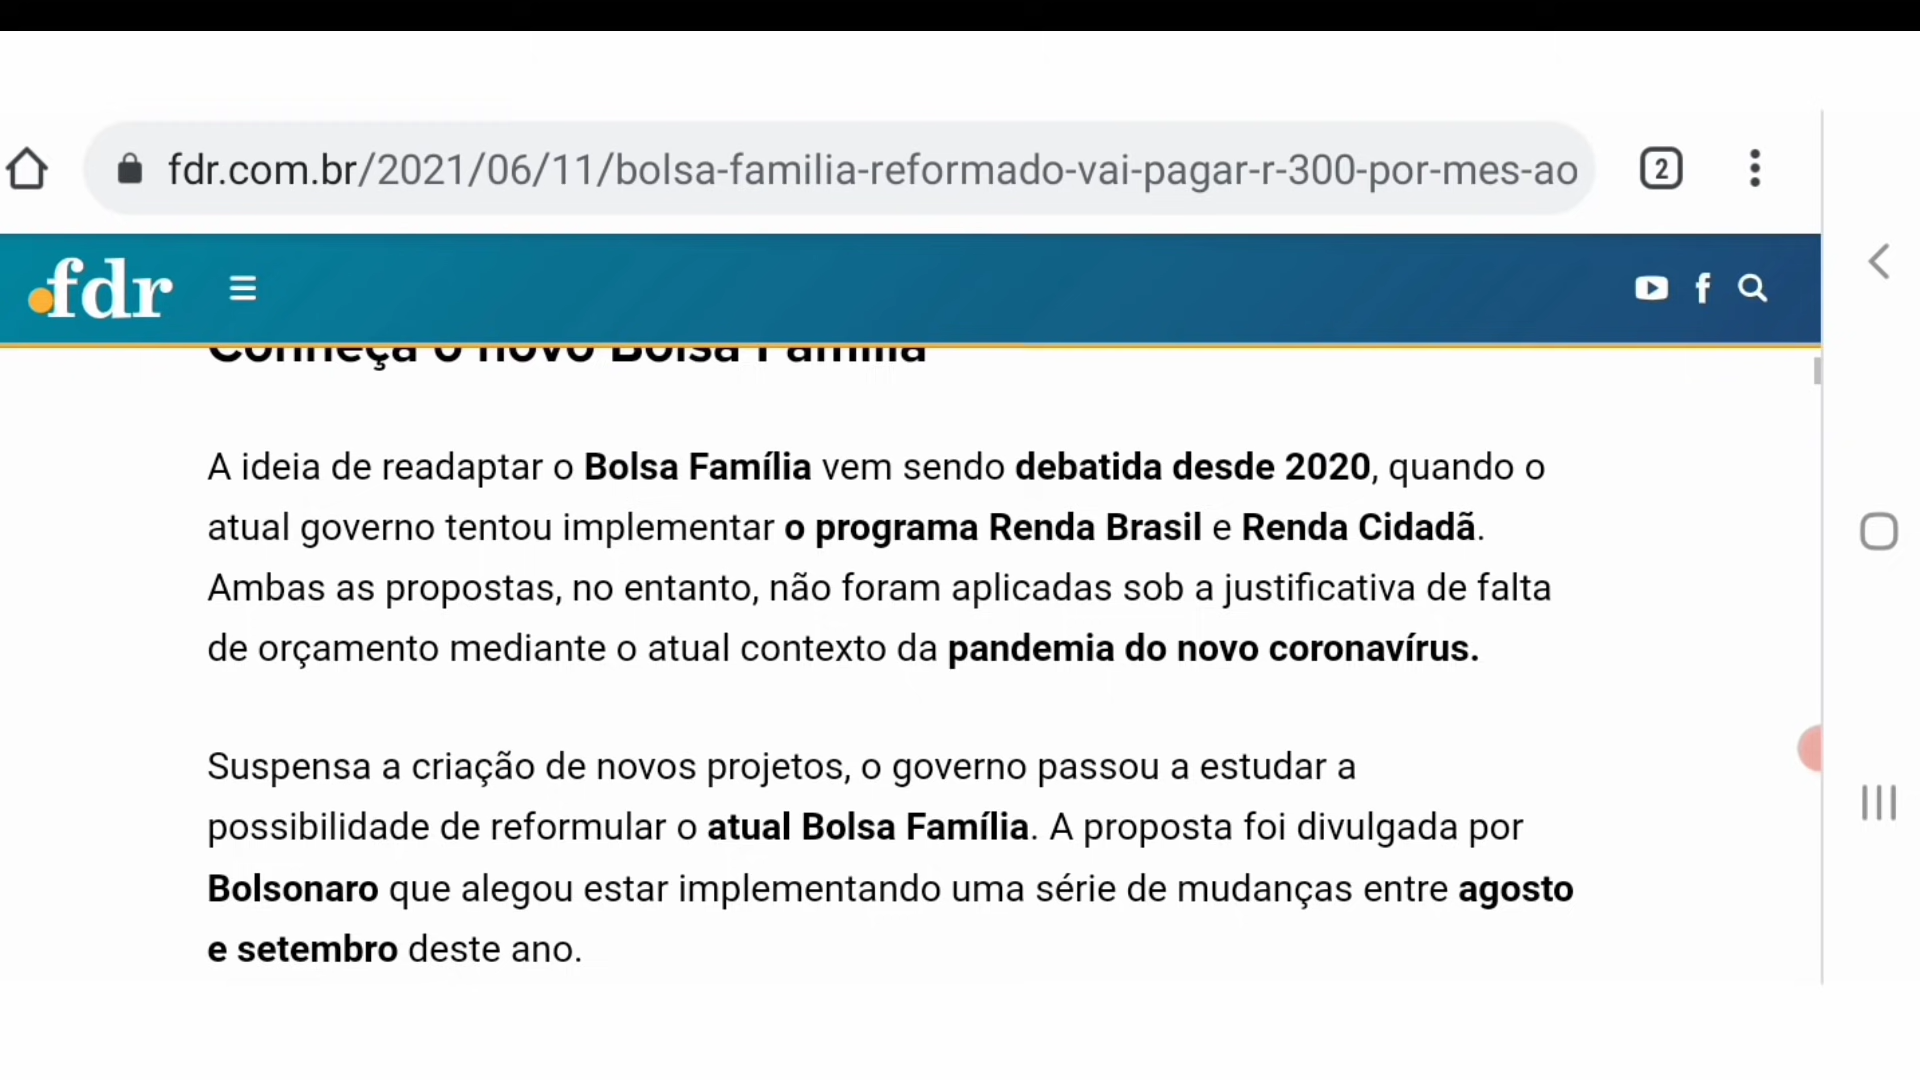 fdr.com.br/2021/06/11/bolsa-familia-reformado-vai-pagar-r-300-por-mes-ao
2
fdr
Conheça o novo Bolsa Família
A ideia de readaptar o Bolsa Família vem sendo debatida desde 2020, quando o
atual governo tentou implementar o programa Renda Brasil e Renda Cidadã.
Ambas as propostas, no entanto, não foram aplicadas sob a justificativa de falta
de orçamento mediante o atual contexto da pandemia do novo coronavírus.
Suspensa a criação de novos projetos, o governo passou a estudar a
possibilidade de reformular o atual Bolsa Família. A proposta foi divulgada por
Bolsonaro que alegou estar implementando uma série de mudanças entre agosto
e setembro deste ano.